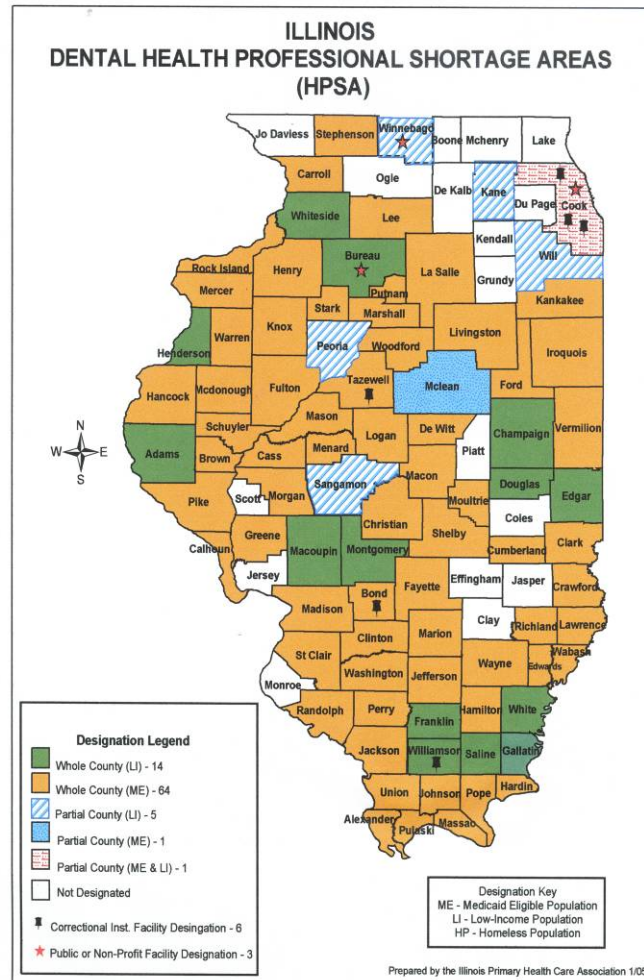 ILLINOIS
DENTAL HEALTH PROFESSIONAL SHORTAGE AREAS
(HPSA)
Jo Daviess
Stephenson
Winnebago
Boone
Mchenry
Lake
Carroll
Ogle
De Kalb
Kane
Cook
Du Page
Whiteside
Lee
Kendall
Will
Bureau
La Salle
Grundy
Rock Island
Henry
Putnam
Kankakee
Mercer
Stark
Marshall
Knox
Peoria
Livingston
Warren
Woodford
Iroquois
Henderson
Tazewell
Mclean
Ford
Hancock
Mcdonough
Fulton
Mason
Schuyler
Logan
De Witt
Champaign
Vermilion
Adams
Brown
Cass
Menard
Piatt
Macon
Sangamon
Douglas
Edgar
Pike
Scott
Morgan
Moultrie
Coles
Christian
Greene
Macoupin
Montgomery
Shelby
Cumberland
Clark
Calhoun
Jersey
Fayette
Effingham
Jasper
Crawford
Bond
Madison
Clay
Richland
Lawrence
Clinton
Marion
Wabash
St Clair
Wayne
Edwards
Washington
Jefferson
Monroe
Randolph
Perry
Hamilton
White
Franklin
Jackson
Williamson
Saline
Gallatin
Union
Johnson
Pope
Hardin
Alexander
Pulaski
Massac
N
W
E
S
Designation Legend
Whole County (LI) - 14
Whole County (ME) - 64
Partial County (LI) - 5
Partial County (ME) - 1
Partial County (ME & LI) - 1
Not Designated
Correctional Inst. Facility Desingation - 6
Public or Non-Profit Facility Designation - 3
Designation Key
ME - Medicaid Eligible Population
LI - Low-Income Population
HP - Homeless Population
Prepared by the Illinois Primary Health Care Association